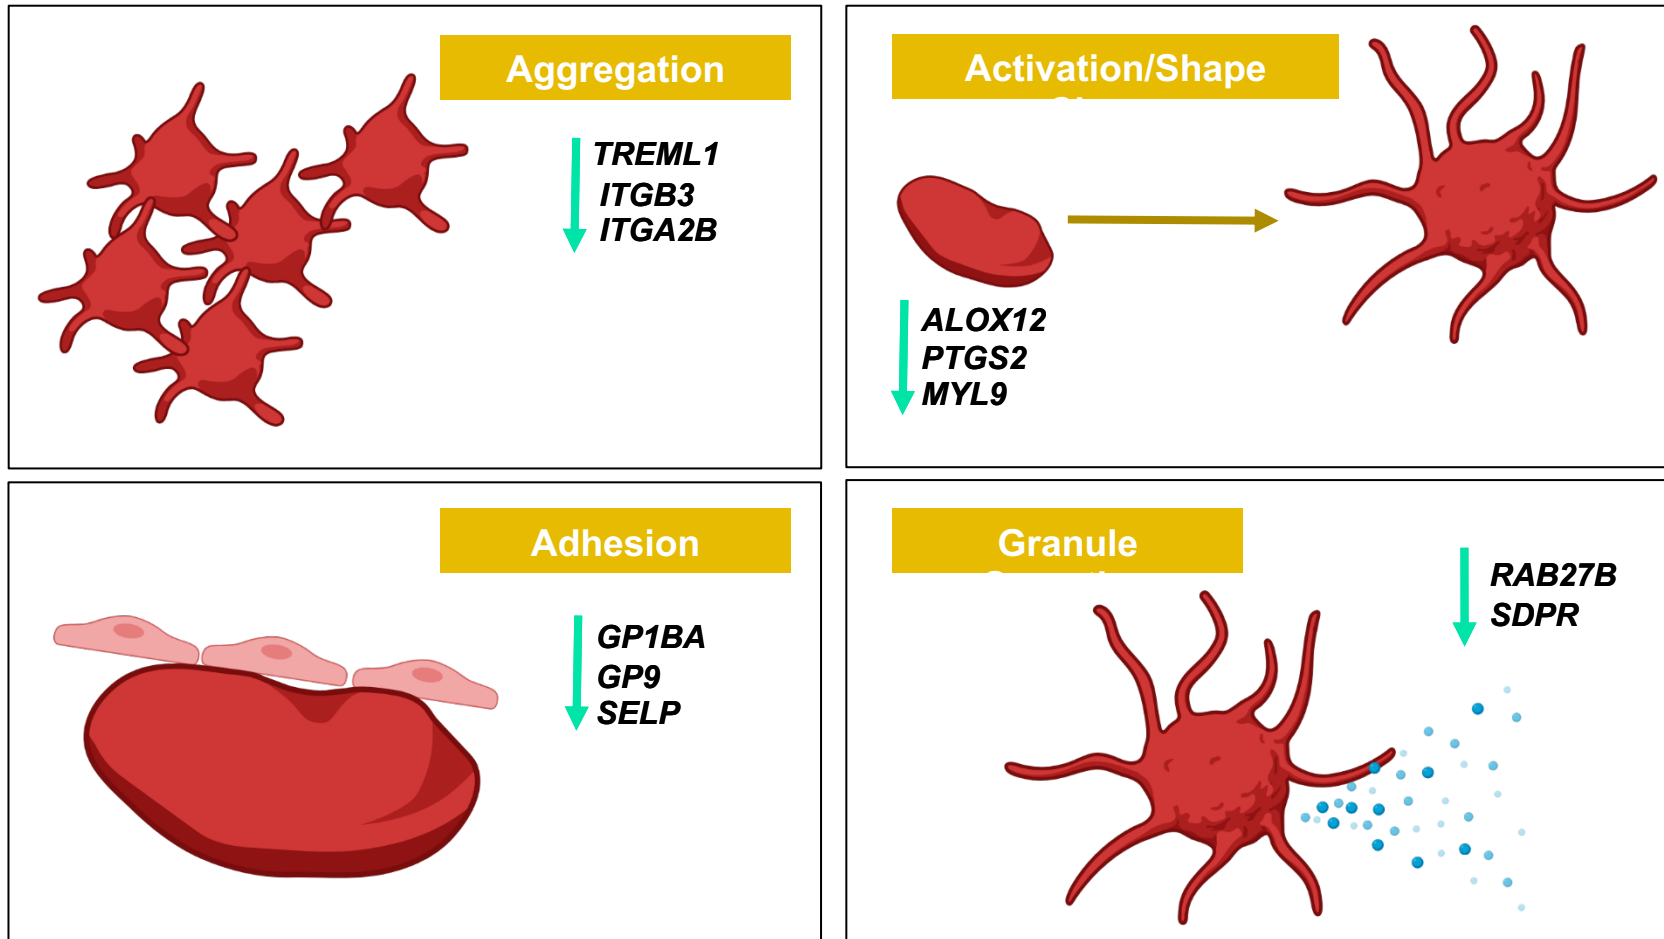 Aggregation
TREML1
ITGB3
ITGA2B
Activation/Shape
ALOX12
PTGS2
MYL9
Adhesion
GP1BA
GP9
SELP
Granule
RAB27B
SDPR